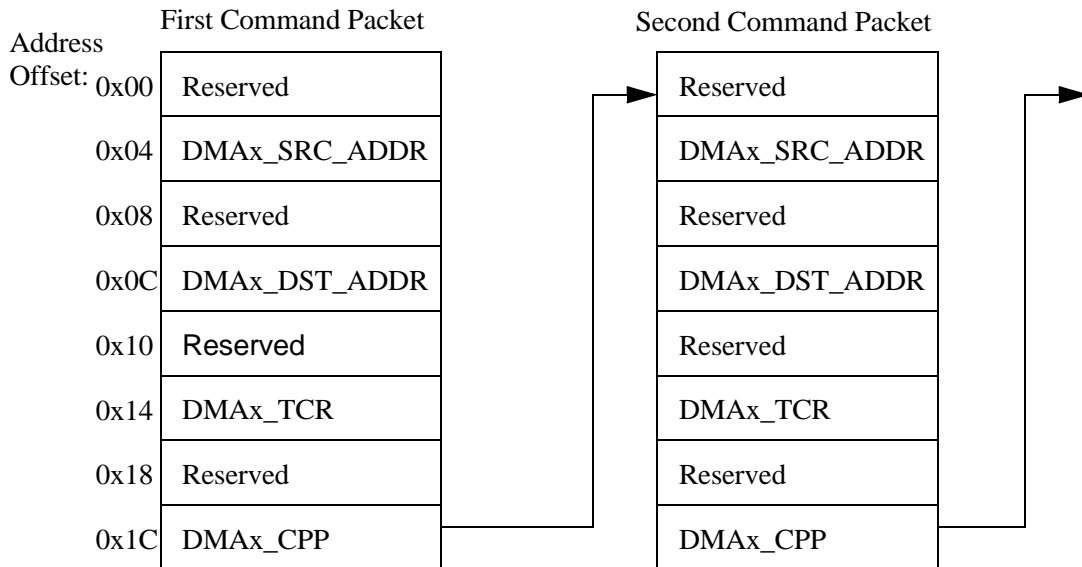 First Command Packet Second Command Packet
Address
Offset: 0x00 Reserved Reserved
0x04 DMAx_SRC_ADDR DMAx_SRC_ADDR
0x08 Reserved Reserved
0x0C DMAx_DST_ADDR DMAx_DST_ADDR
0x10 Reserved Reserved
0x14 DMAx_TCR DMAx_TCR
0x18 Reserved Reserved
0x1C DMAx_CPP DMAx_CPP